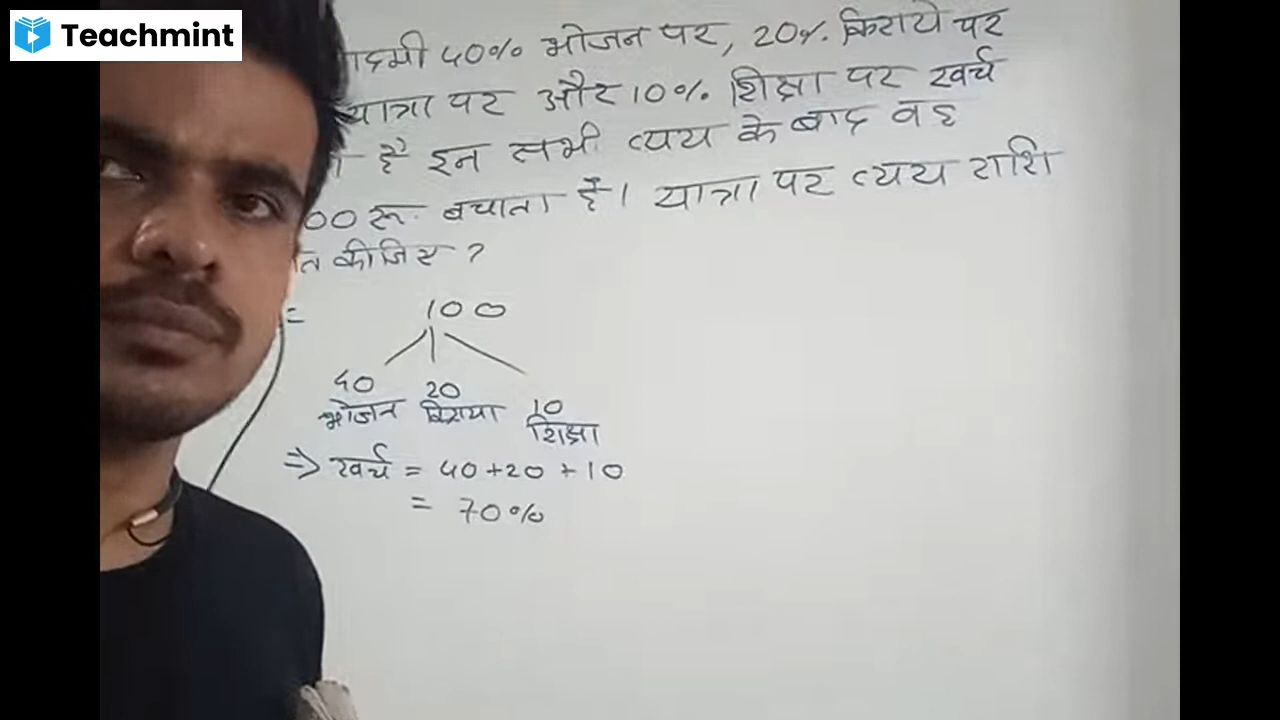 Teachmint
40% भोजन पर, 20% किराये पर
यात्रा पर और 10% शिक्षा पर खर्च
है इन सभी व्यय के बाद वह
00 रू. बचाता है। यात्रा पर व्यय राशि
कीजिए ?
= 100
40 20 10
भोजन किराया शिक्षा
⇒ खर्च = 40 + 20 + 10
= 70%